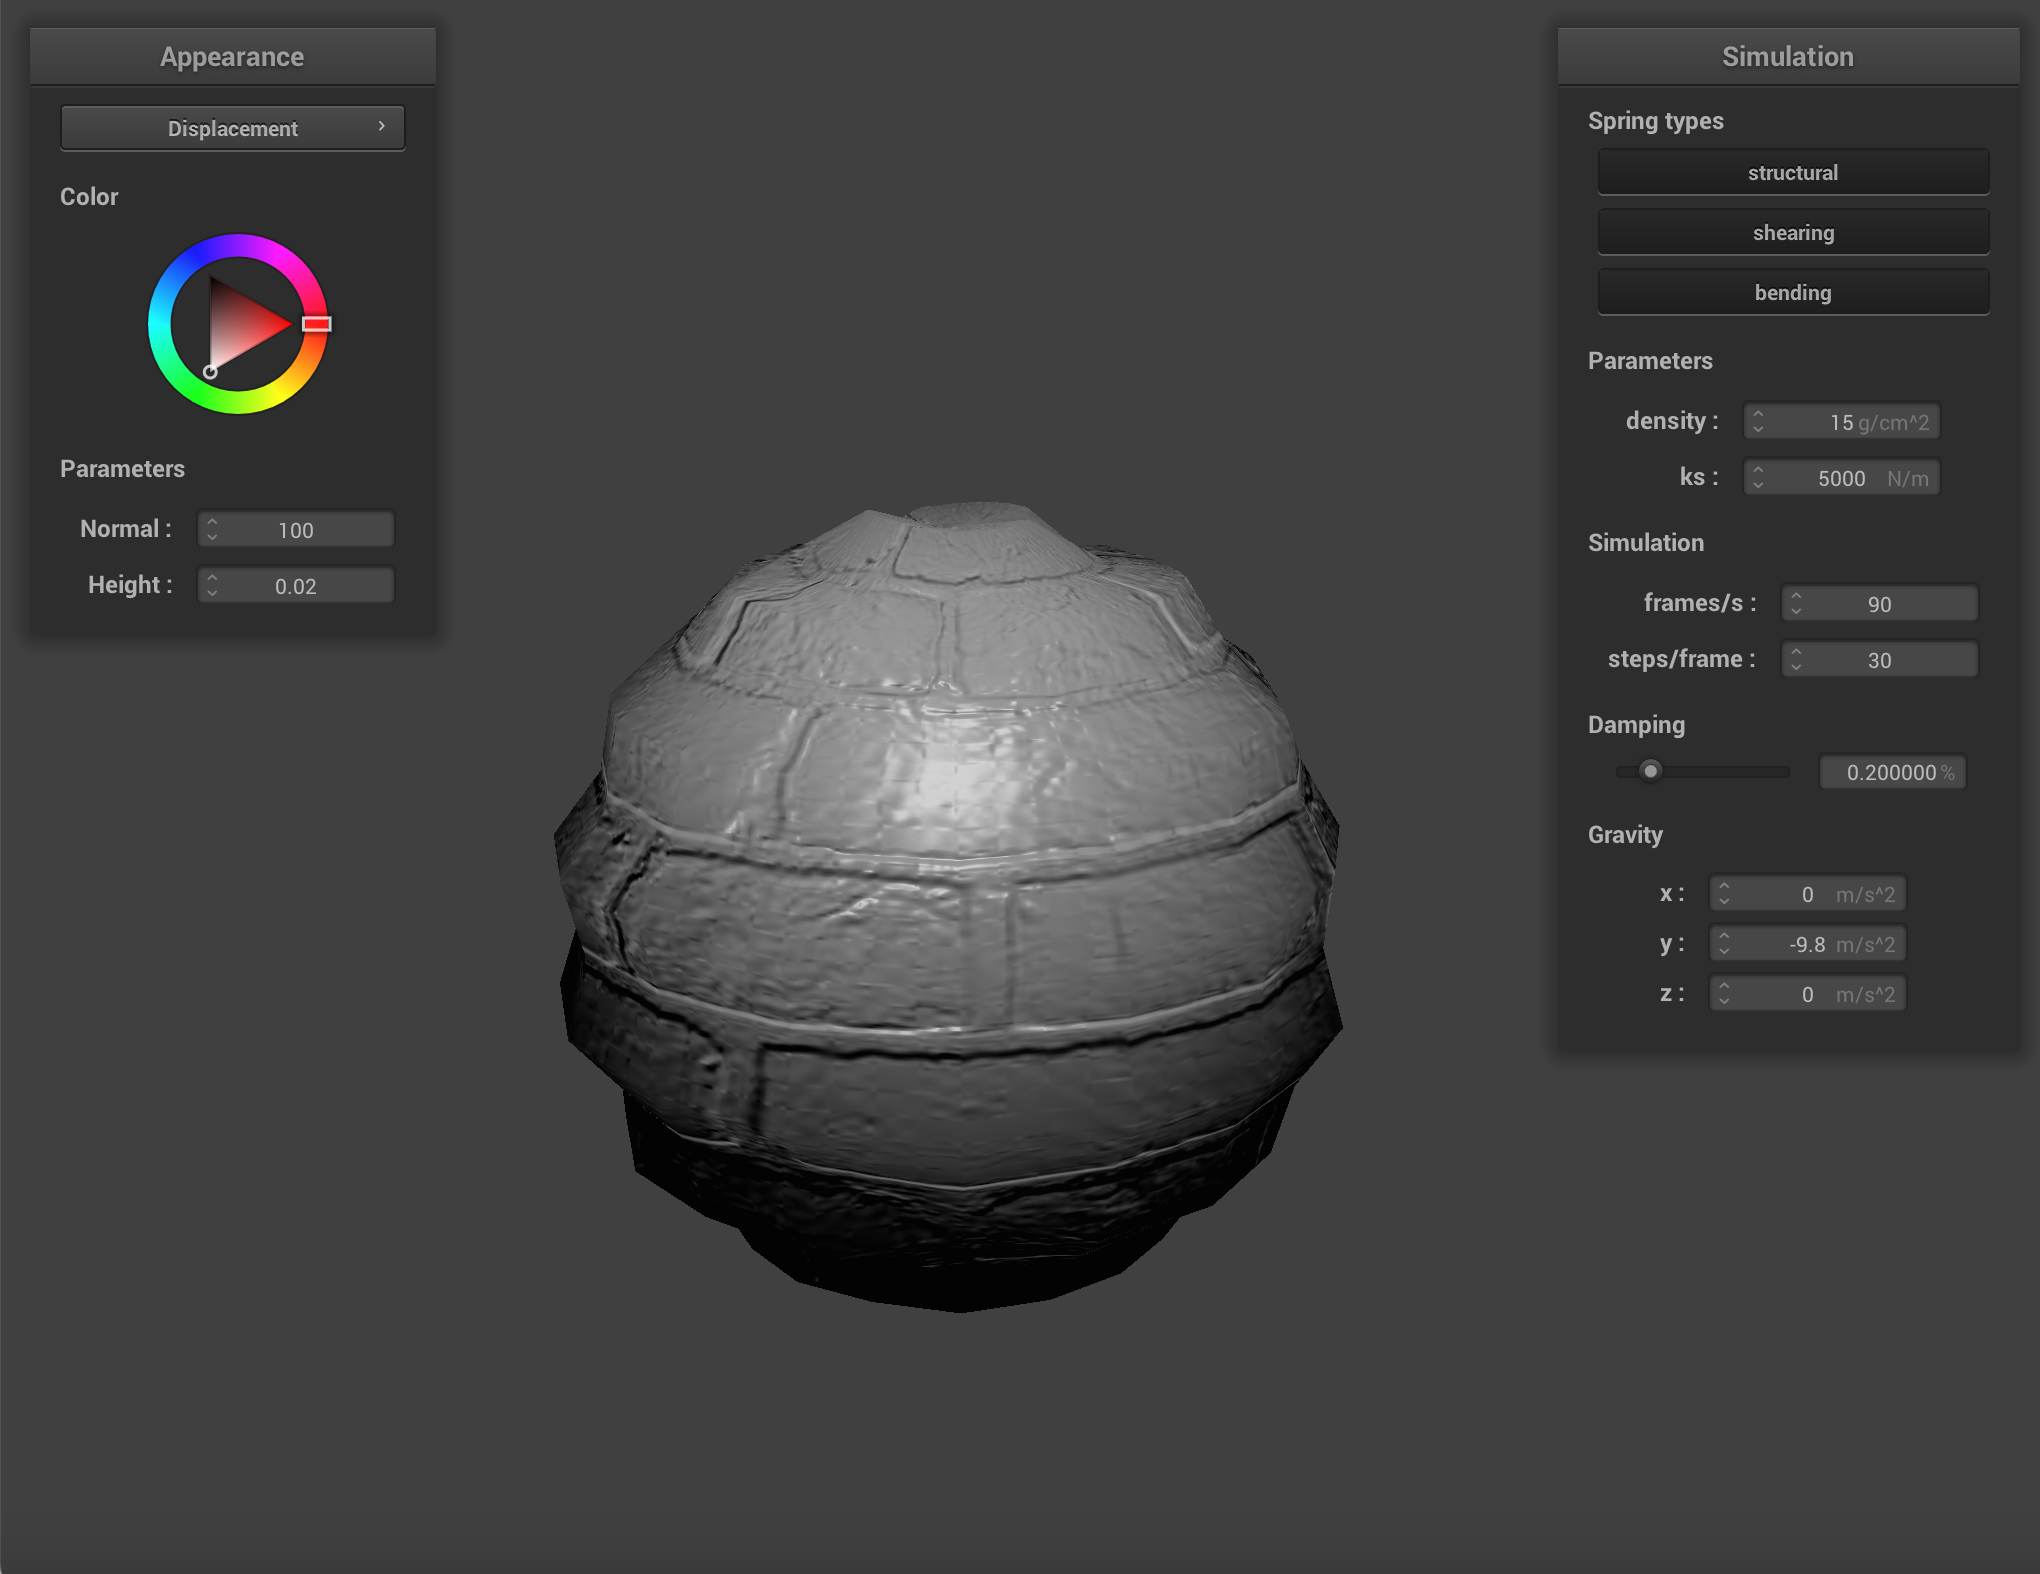 Appearance
Displacement
Color
Parameters
Normal : 100
Height : 0.02
Simulation
Spring types
structural
shearing
bending
Parameters
density : 15 g/cm^2
ks : 5000 N/m
Simulation
frames/s : 90
steps/frame : 30
Damping
0.200000 %
Gravity
x : 0 m/s^2
y : -9.8 m/s^2
z : 0 m/s^2